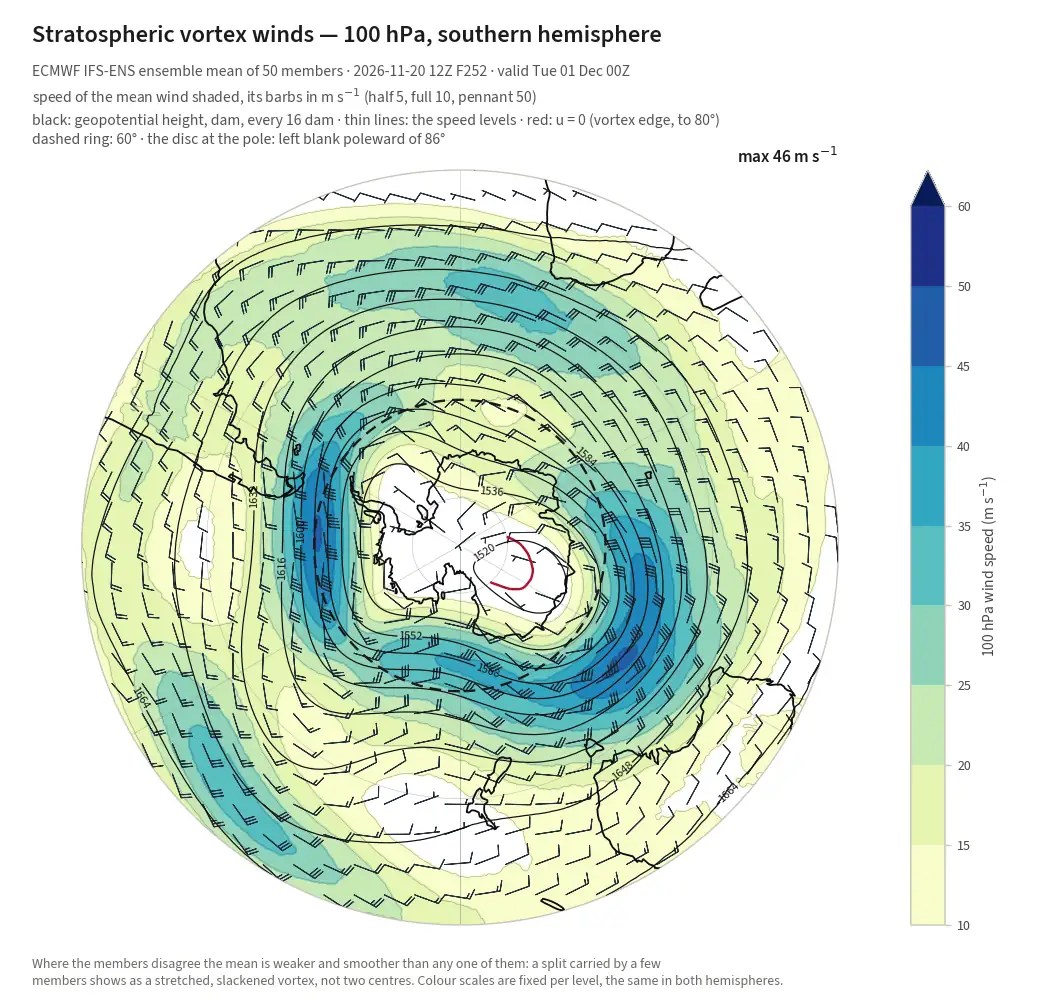 Stratospheric vortex winds — 100 hPa, southern hemisphere
ECMWF IFS-ENS ensemble mean of 50 members · 2026-11-20 12Z F252 · valid Tue 01 Dec 00Z
speed of the mean wind shaded, its barbs in m s−1 (half 5, full 10, pennant 50)
black: geopotential height, dam, every 16 dam · thin lines: the speed levels · red: u = 0 (vortex edge, to 80°)
dashed ring: 60° · the disc at the pole: left blank poleward of 86°
max 46 m s−1
60
50
45
40
35
30
25
20
15
10
100 hPa wind speed (m s−1)
1584
1536
1520
1616
1552
1664
1648
1664
Where the members disagree the mean is weaker and smoother than any one of them: a split carried by a few
members shows as a stretched, slackened vortex, not two centres. Colour scales are fixed per level, the same in both hemispheres.